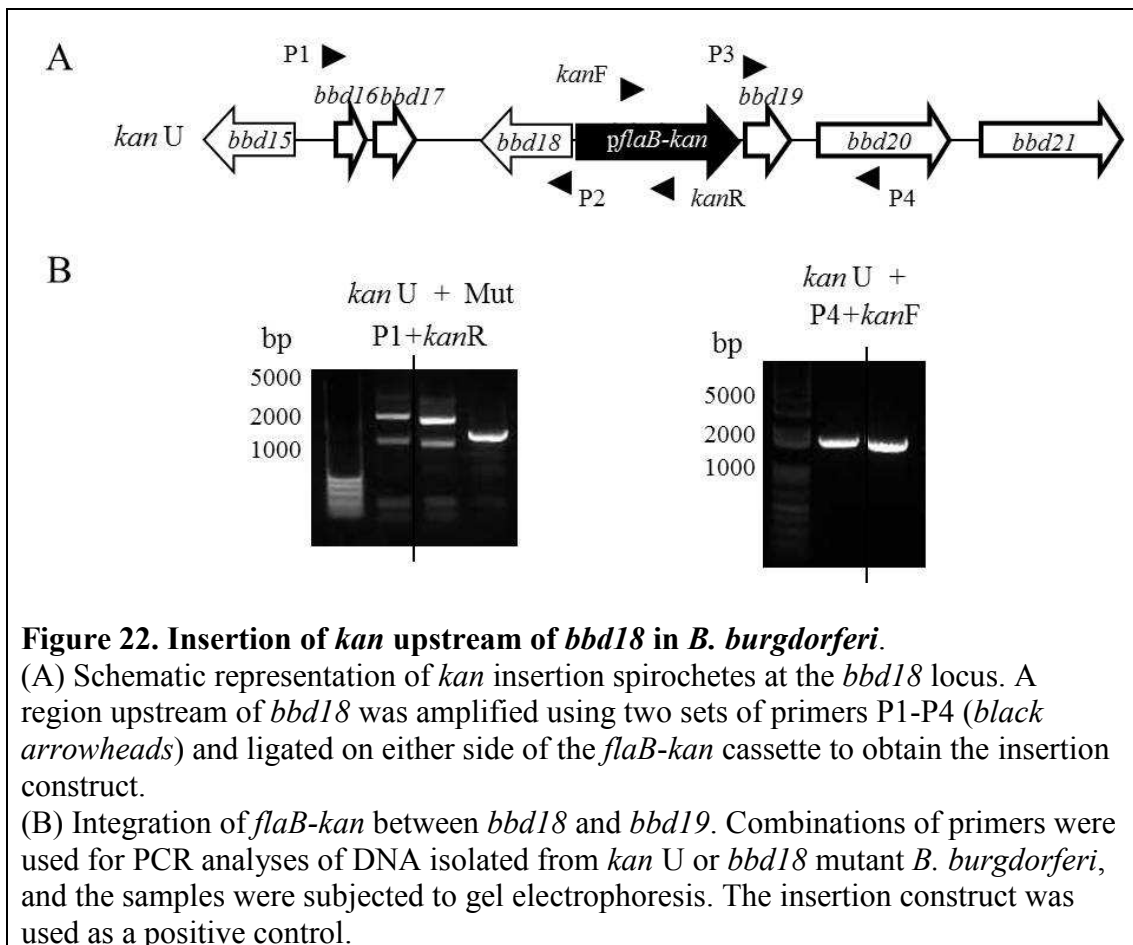 A
P1
P3
kanF
bbd16 bbd17
bbd19
kan U
bbd15
bbd18
pflaB-kan
bbd20
bbd21
P2
kanR
P4
B
kan U + Mut
P1+kanR
bp
5000
2000
1000
kan U +
P4+kanF
bp
5000
2000
1000
Figure 22. Insertion of kan upstream of bbd18 in B. burgdorferi.
(A) Schematic representation of kan insertion spirochetes at the bbd18 locus. A
region upstream of bbd18 was amplified using two sets of primers P1-P4 (black
arrowheads) and ligated on either side of the flaB-kan cassette to obtain the insertion
construct.
(B) Integration of flaB-kan between bbd18 and bbd19. Combinations of primers were
used for PCR analyses of DNA isolated from kan U or bbd18 mutant B. burgdorferi,
and the samples were subjected to gel electrophoresis. The insertion construct was
used as a positive control.